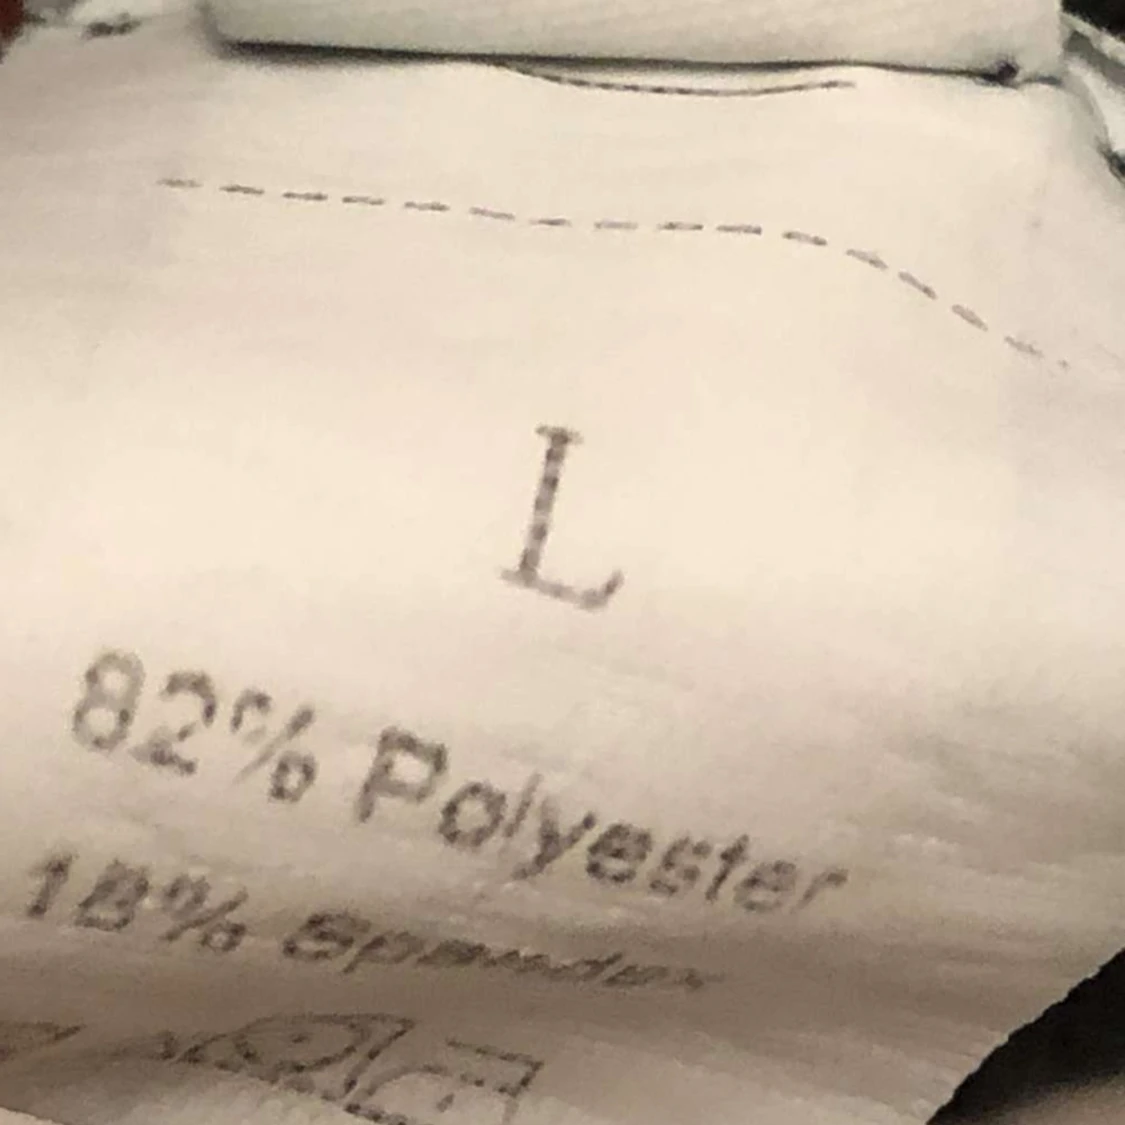 L
82% Polyester
18% Spandex